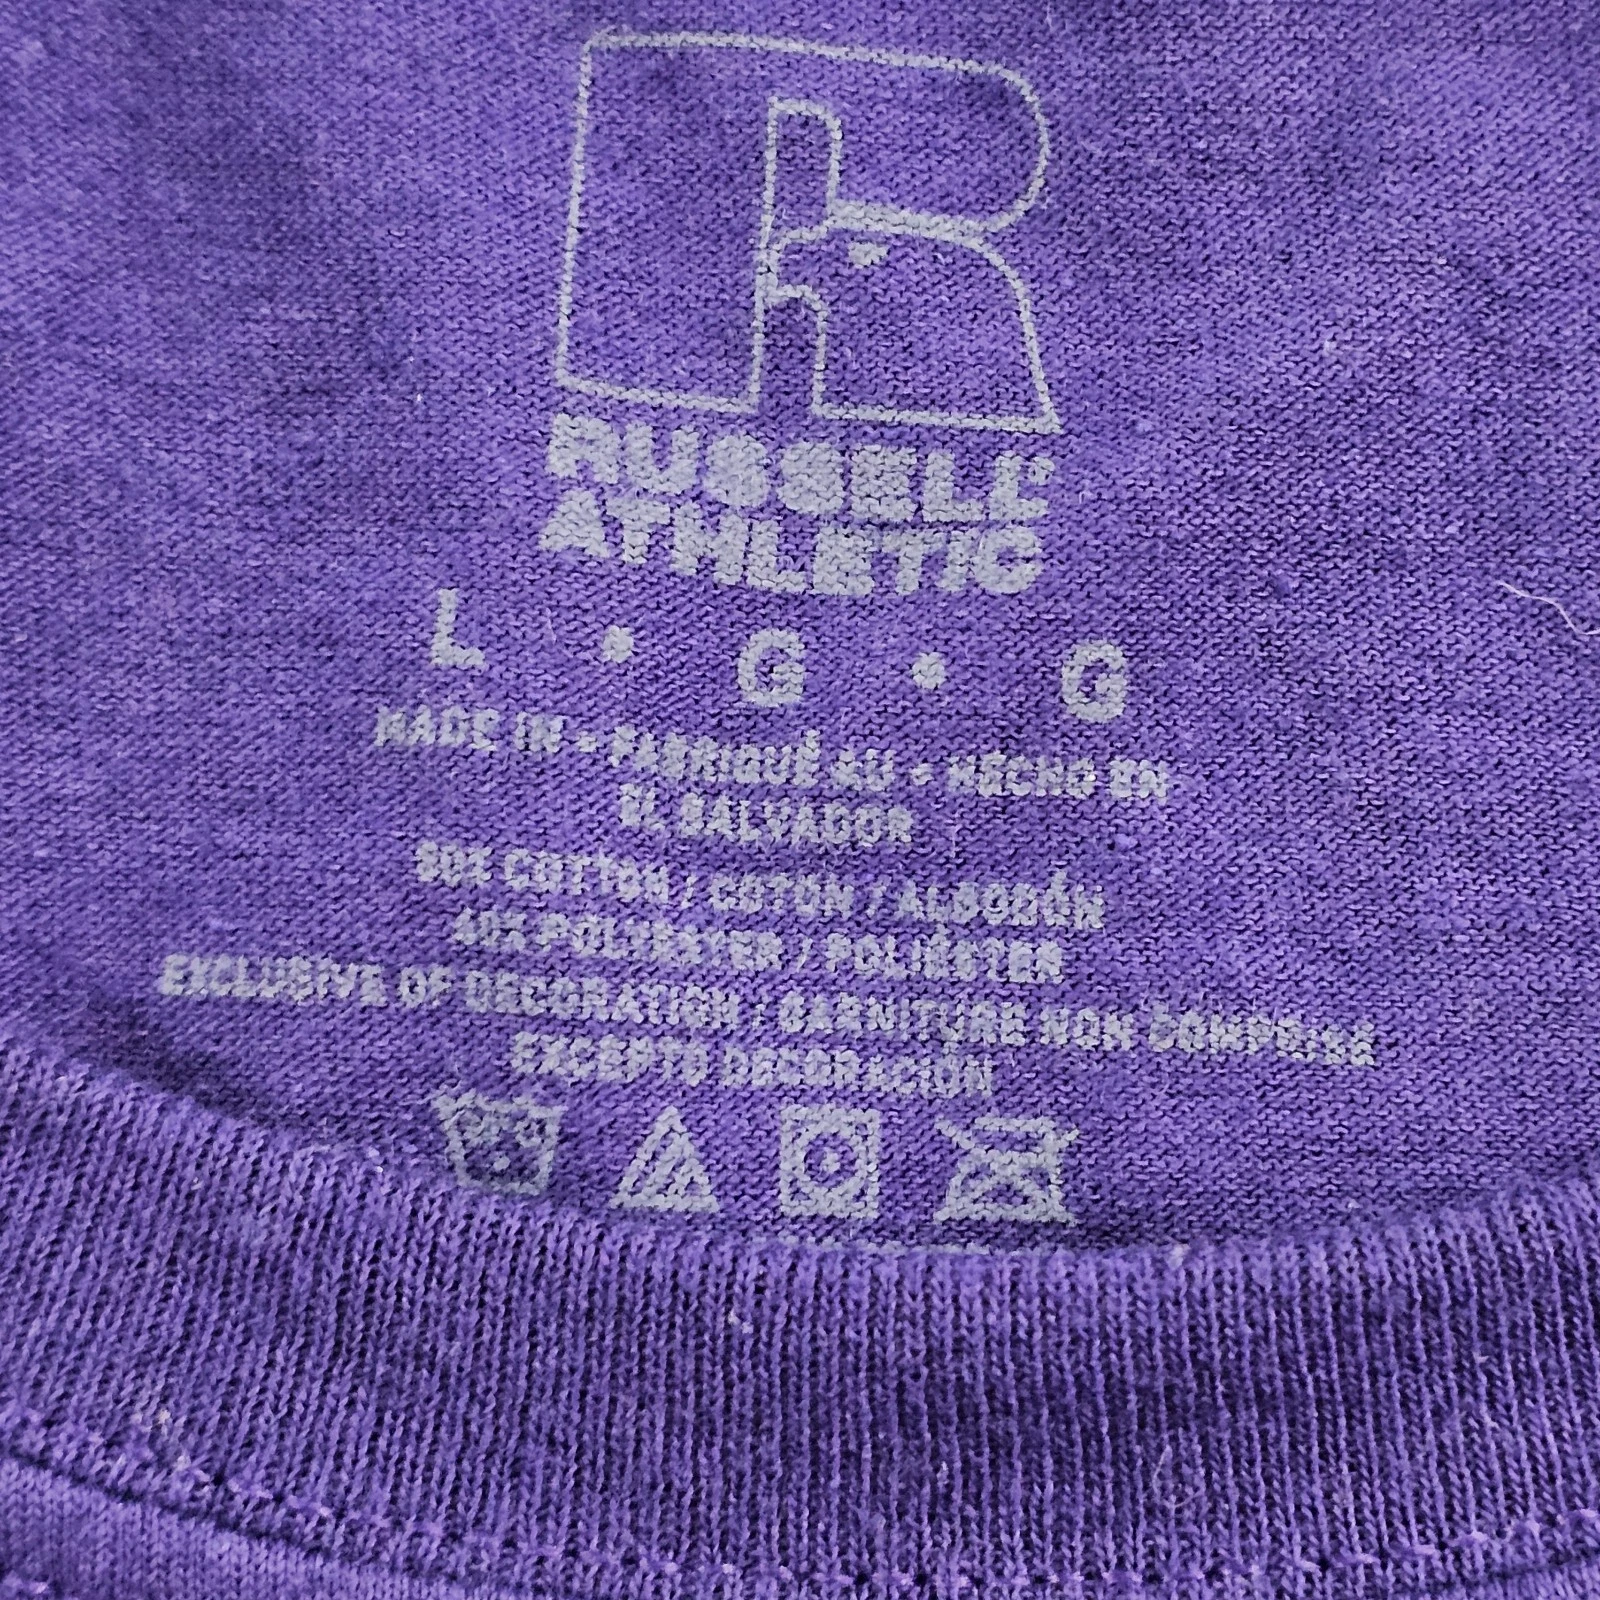 RUSSELL
ATHLETIC
L • G • G
MADE IN • FABRIQUÉ AU • HECHO EN
EL SALVADOR
60% COTTON / COTON / ALGODÓN
40% POLYESTER / POLIÉSTER
EXCLUSIVE OF DECORATION / GARNITURE NON COMPRISE
EXCEPTO DECORACIÓN